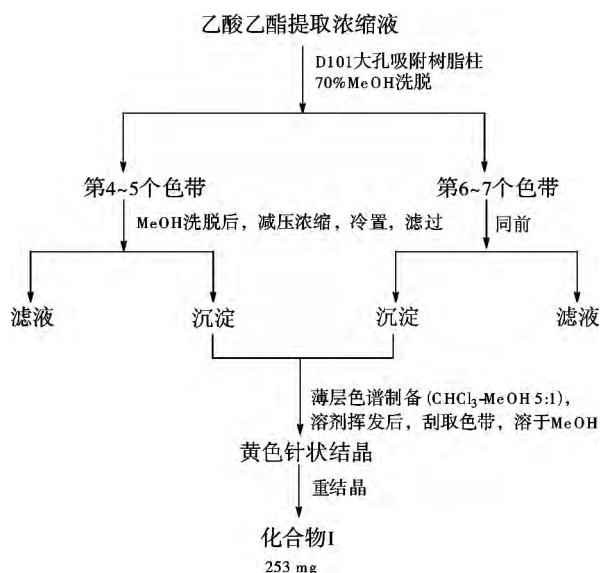 乙酸乙酯提取浓缩液
D101大孔吸附树脂柱
70%MeOH洗脱
第4~5个色带
第6~7个色带
MeOH洗脱后，减压浓缩，冷置，滤过
同前
滤液
沉淀
沉淀
滤液
薄层色谱制备(CHCl₃-MeOH 5:1)，
溶剂挥发后，刮取色带，溶于MeOH
黄色针状结晶
重结晶
化合物I
253 mg